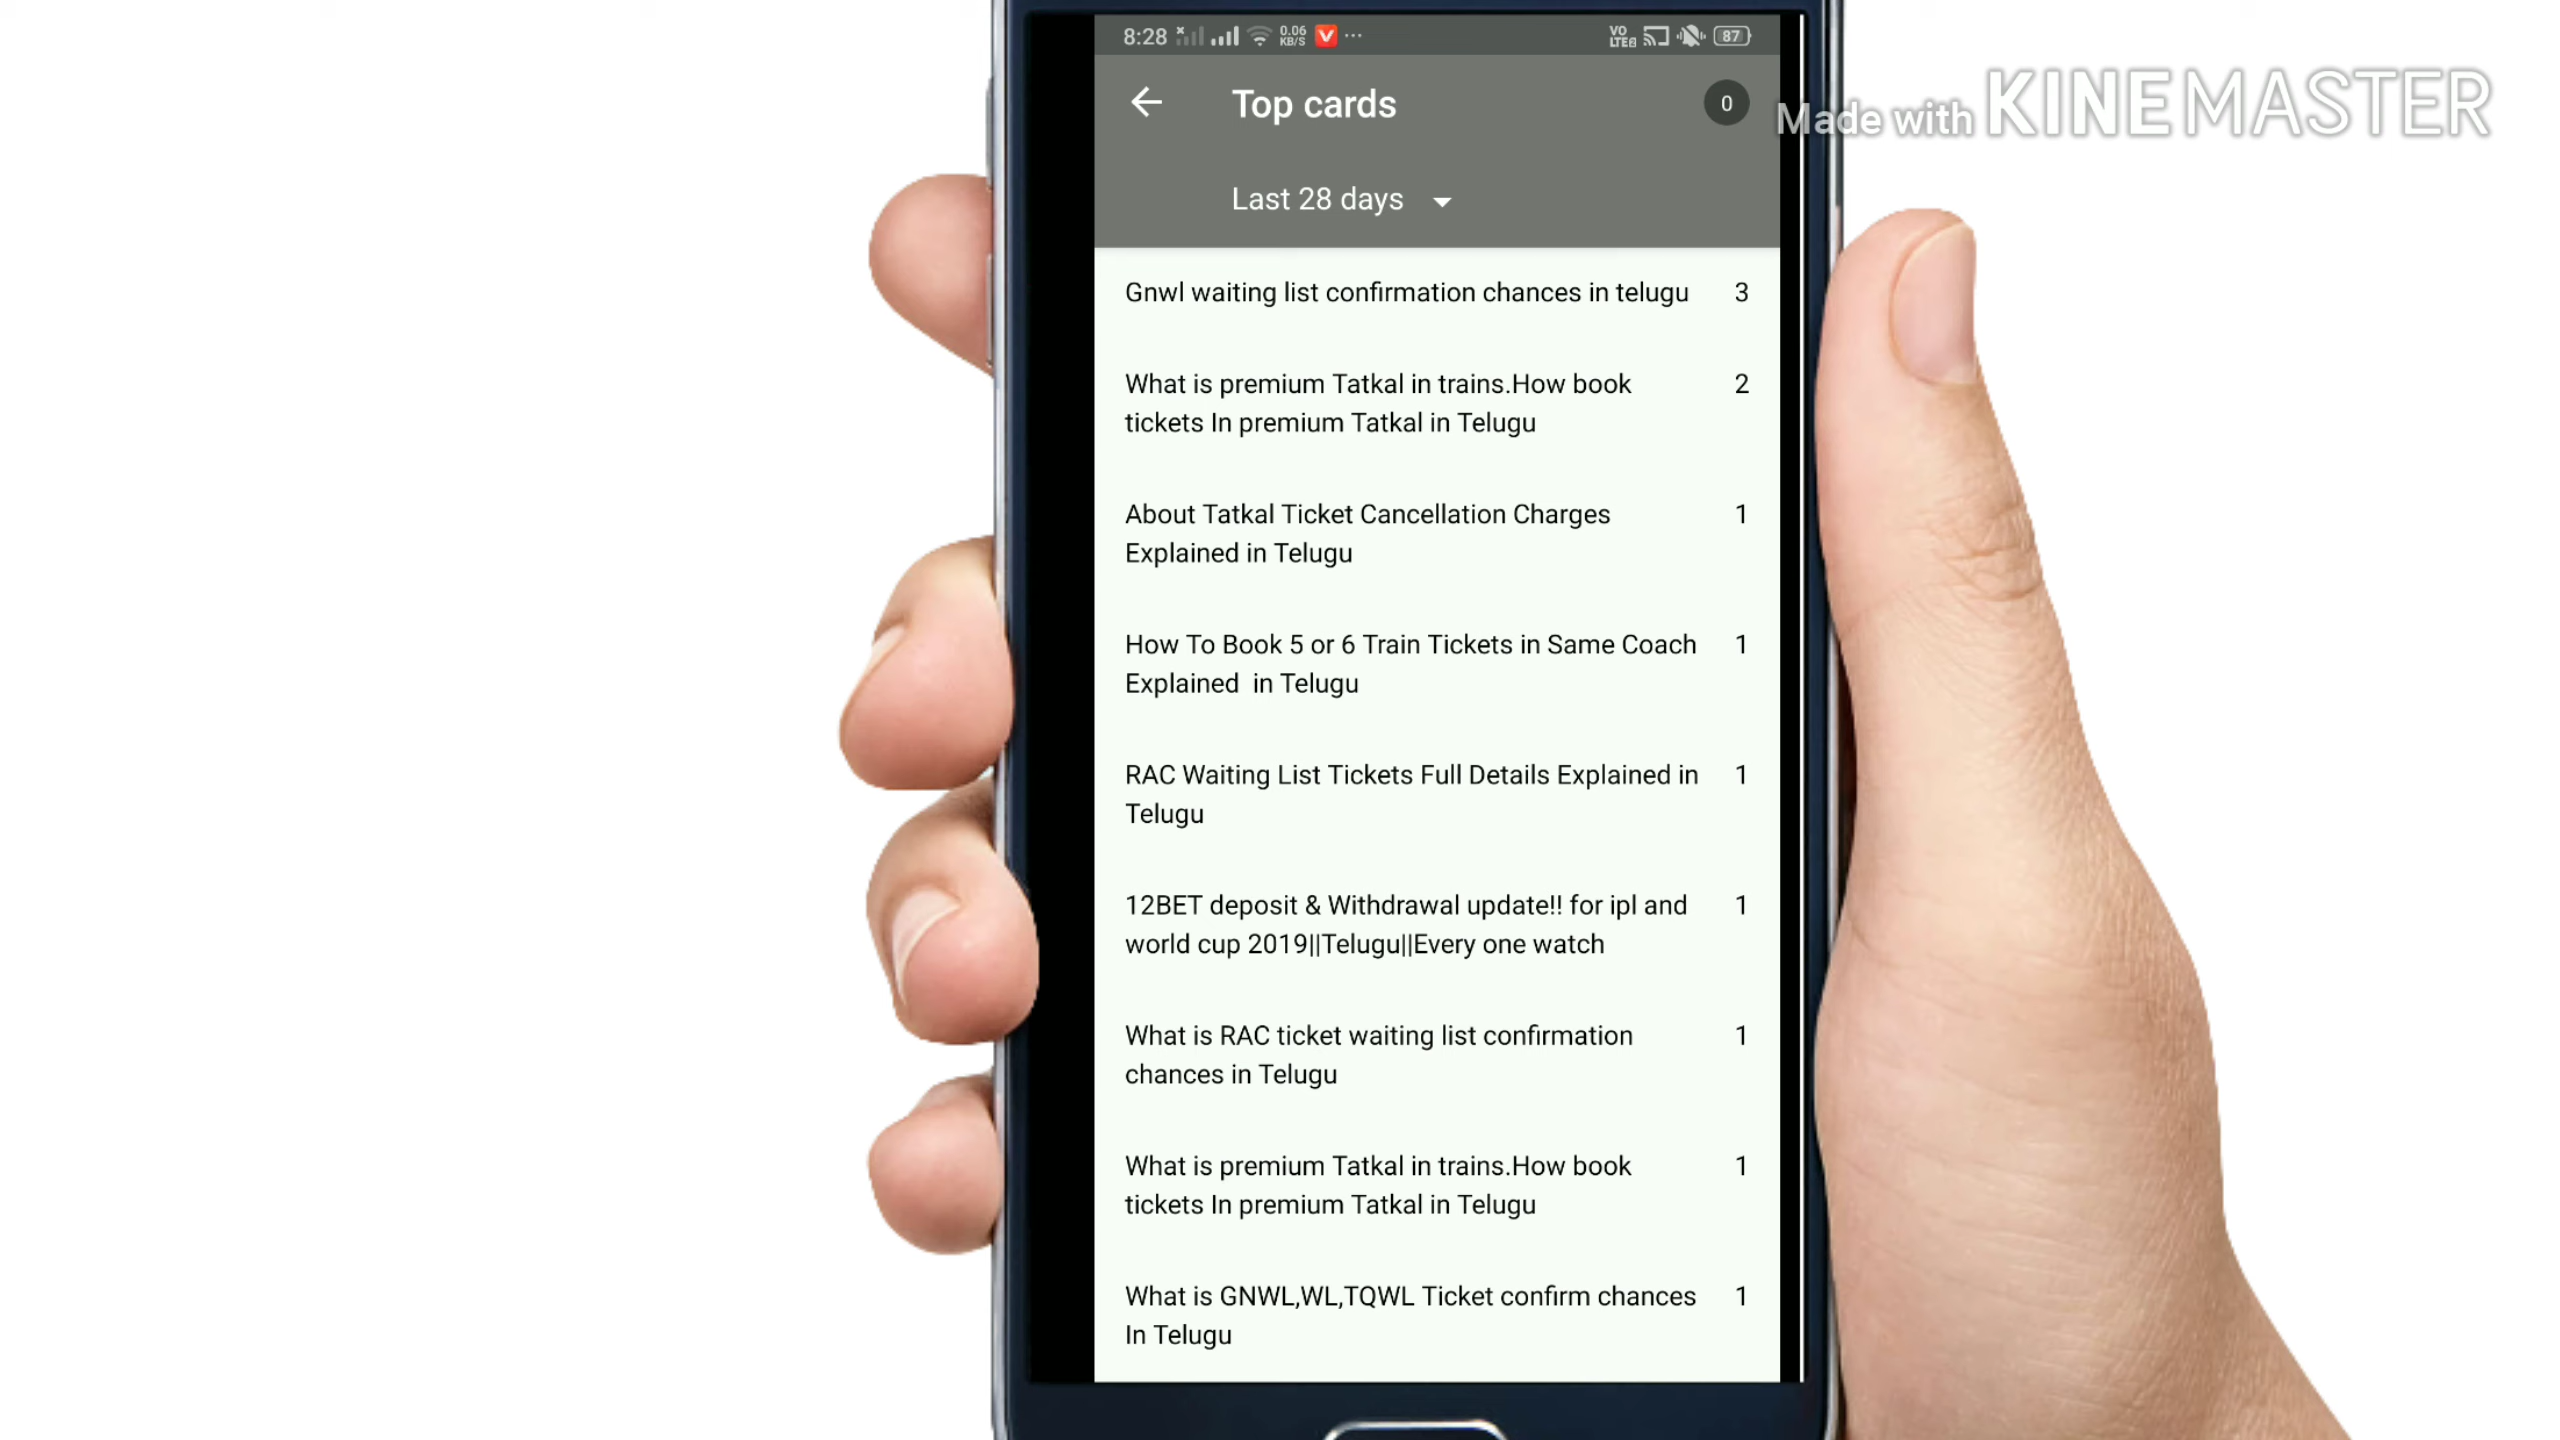 8:28 0.06 KB/S V ... VO LTE 87
Top cards 0
Made with KINEMASTER
Last 28 days
Gnwl waiting list confirmation chances in telugu 3
What is premium Tatkal in trains.How book 2
tickets In premium Tatkal in Telugu
About Tatkal Ticket Cancellation Charges 1
Explained in Telugu
How To Book 5 or 6 Train Tickets in Same Coach 1
Explained  in Telugu
RAC Waiting List Tickets Full Details Explained in 1
Telugu
12BET deposit & Withdrawal update!! for ipl and 1
world cup 2019||Telugu||Every one watch
What is RAC ticket waiting list confirmation 1
chances in Telugu
What is premium Tatkal in trains.How book 1
tickets In premium Tatkal in Telugu
What is GNWL,WL,TQWL Ticket confirm chances 1
In Telugu